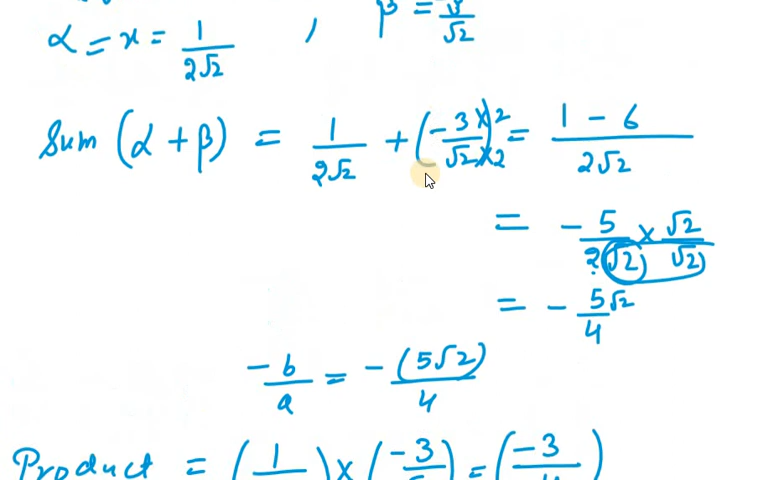 α = x = 1/2√2 , β = -3/√2
Sum (α + β) = 1/2√2 + (-3×2/√2×2) = 1 - 6/2√2
= - 5/2√2 × √2/√2
= - 5√2/4
-b/a = -(5√2)/4
Product = (1/ ) × (-3/ ) = (-3/4)